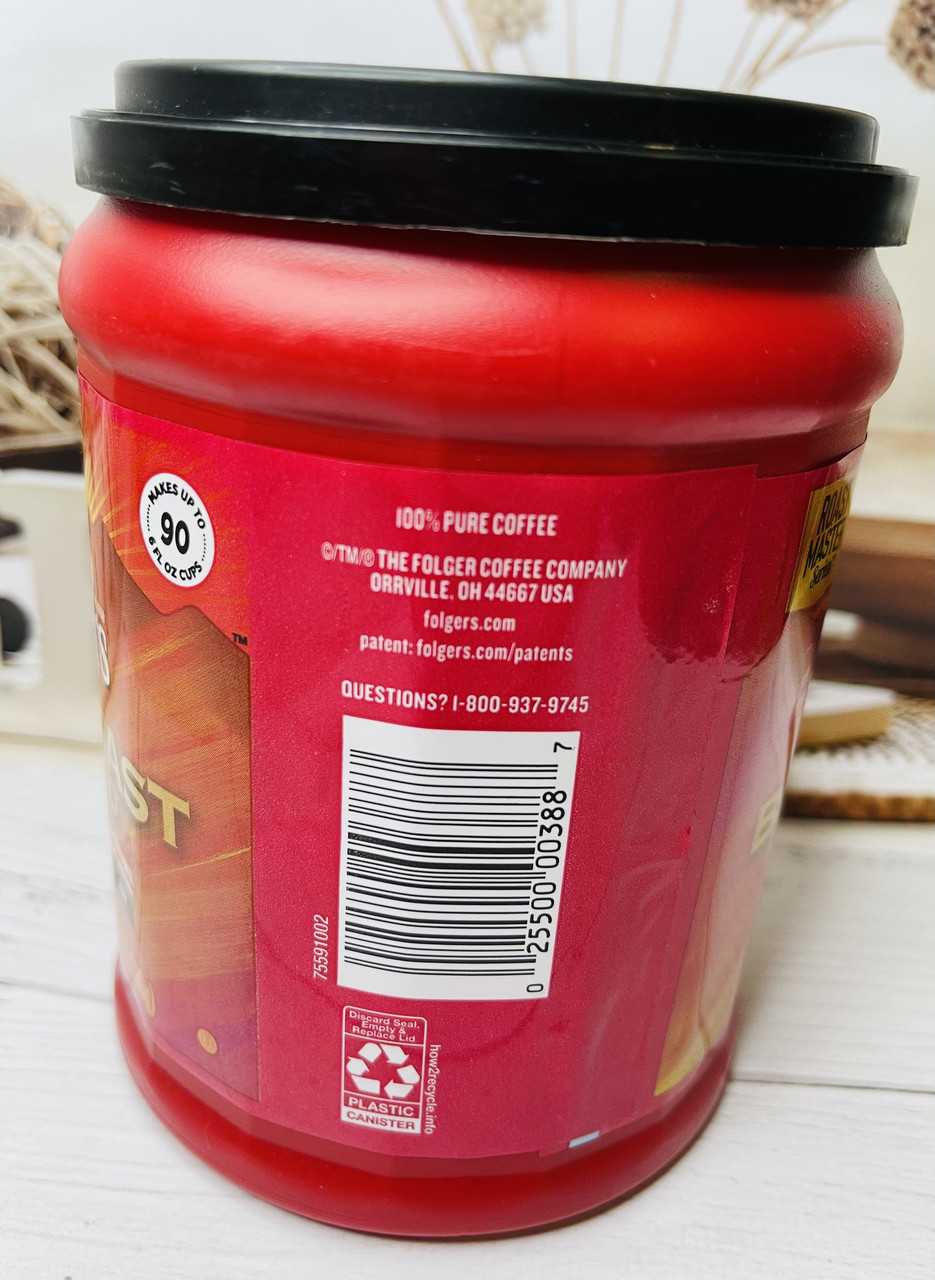 MAKES UP TO
90
6 FL OZ CUPS
TM
100% PURE COFFEE
©/TM/® THE FOLGER COFFEE COMPANY
ORRVILLE, OH 44667 USA
folgers.com
patent: folgers.com/patents
QUESTIONS? 1-800-937-9745
0 25500 00388 7
75591002
Discard Seal,
Empty &
Replace Lid
PLASTIC
CANISTER
how2recycle.info